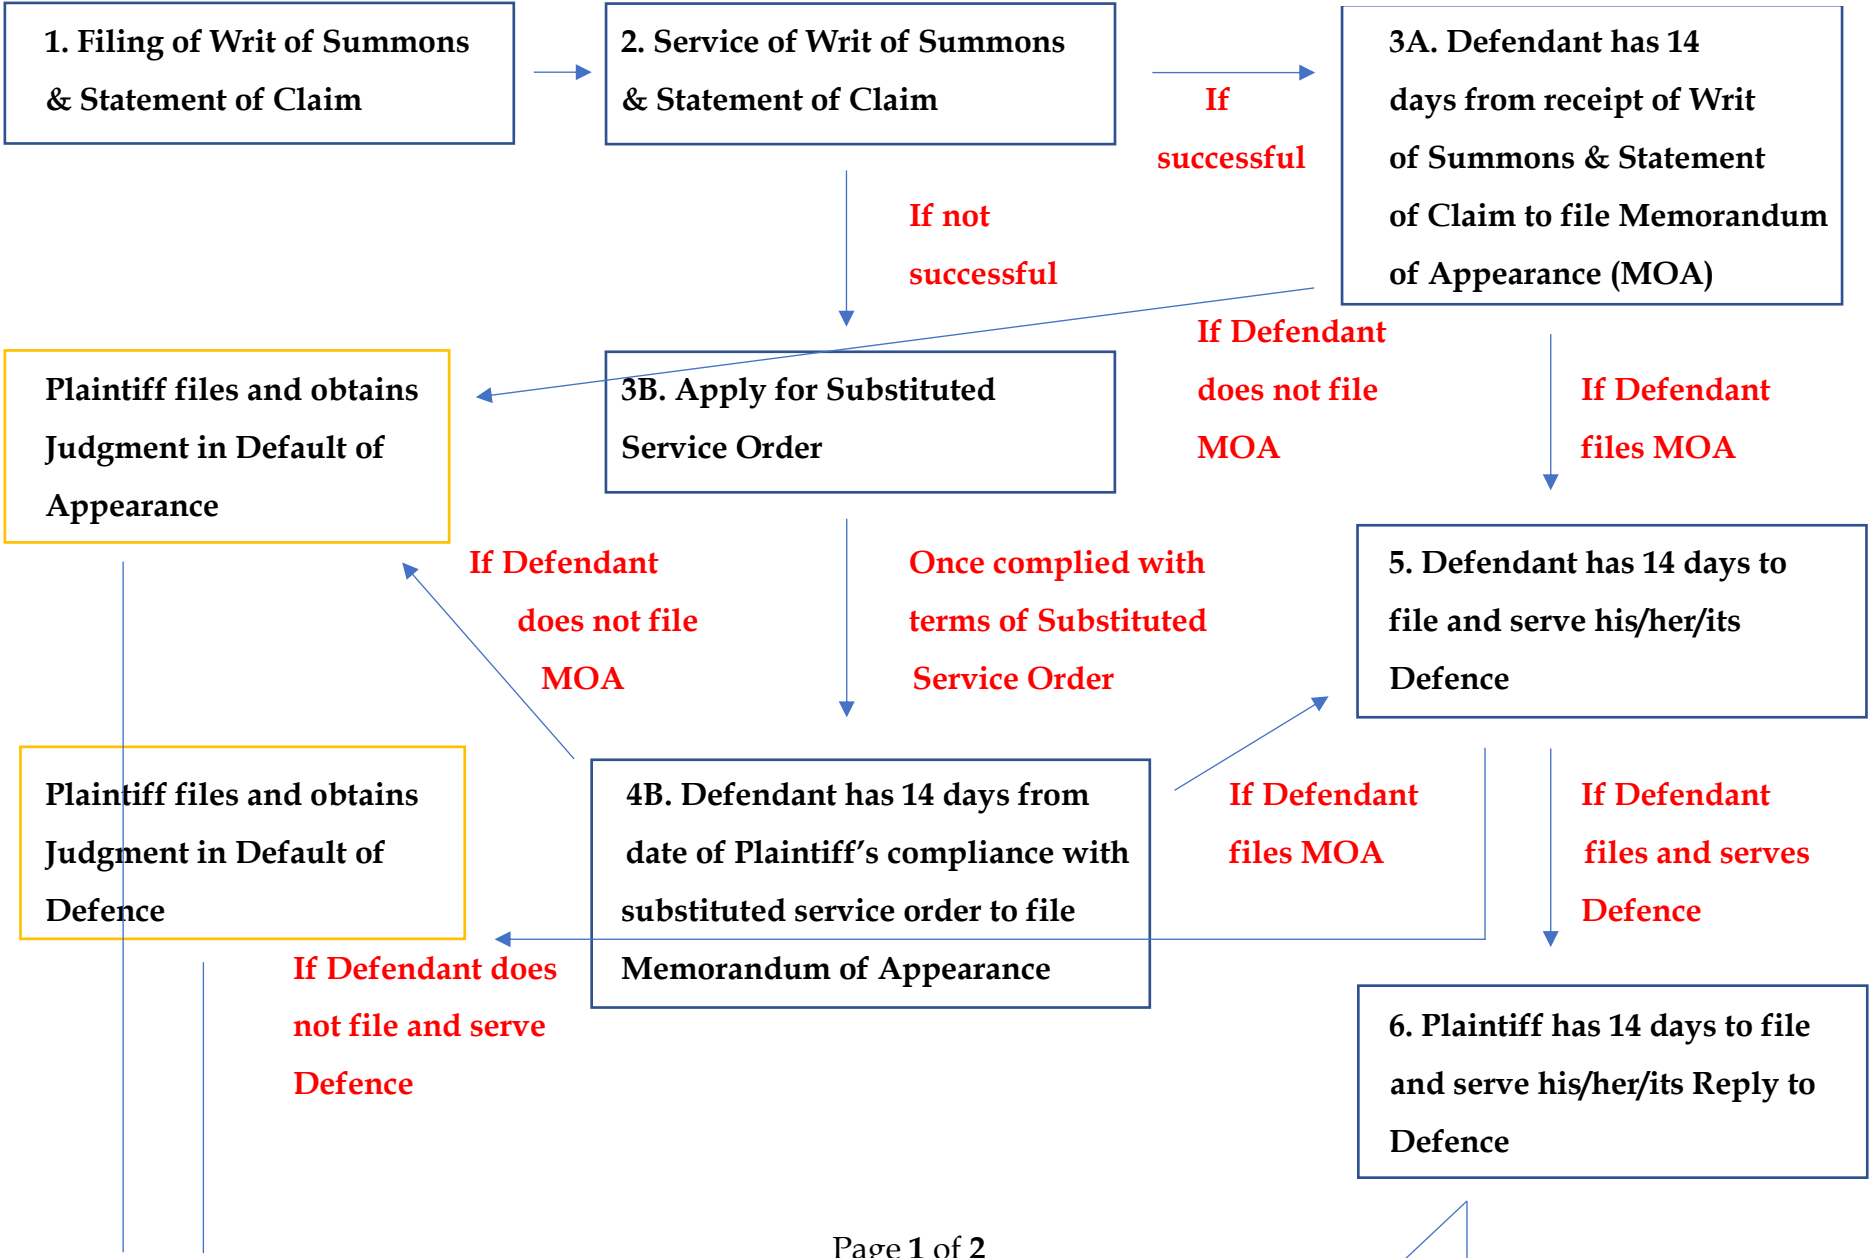 1. Filing of Writ of Summons
& Statement of Claim
2. Service of Writ of Summons
& Statement of Claim
If
successful
3A. Defendant has 14
days from receipt of Writ
of Summons & Statement
of Claim to file Memorandum
of Appearance (MOA)
If not
successful
If Defendant
does not file
MOA
If Defendant
files MOA
Plaintiff files and obtains
Judgment in Default of
Appearance
3B. Apply for Substituted
Service Order
If Defendant
does not file
MOA
Once complied with
terms of Substituted
Service Order
5. Defendant has 14 days to
file and serve his/her/its
Defence
Plaintiff files and obtains
Judgment in Default of
Defence
4B. Defendant has 14 days from
date of Plaintiff’s compliance with
substituted service order to file
Memorandum of Appearance
If Defendant
files MOA
If Defendant
files and serves
Defence
If Defendant does
not file and serve
Defence
6. Plaintiff has 14 days to file
and serve his/her/its Reply to
Defence
Page 1 of 2